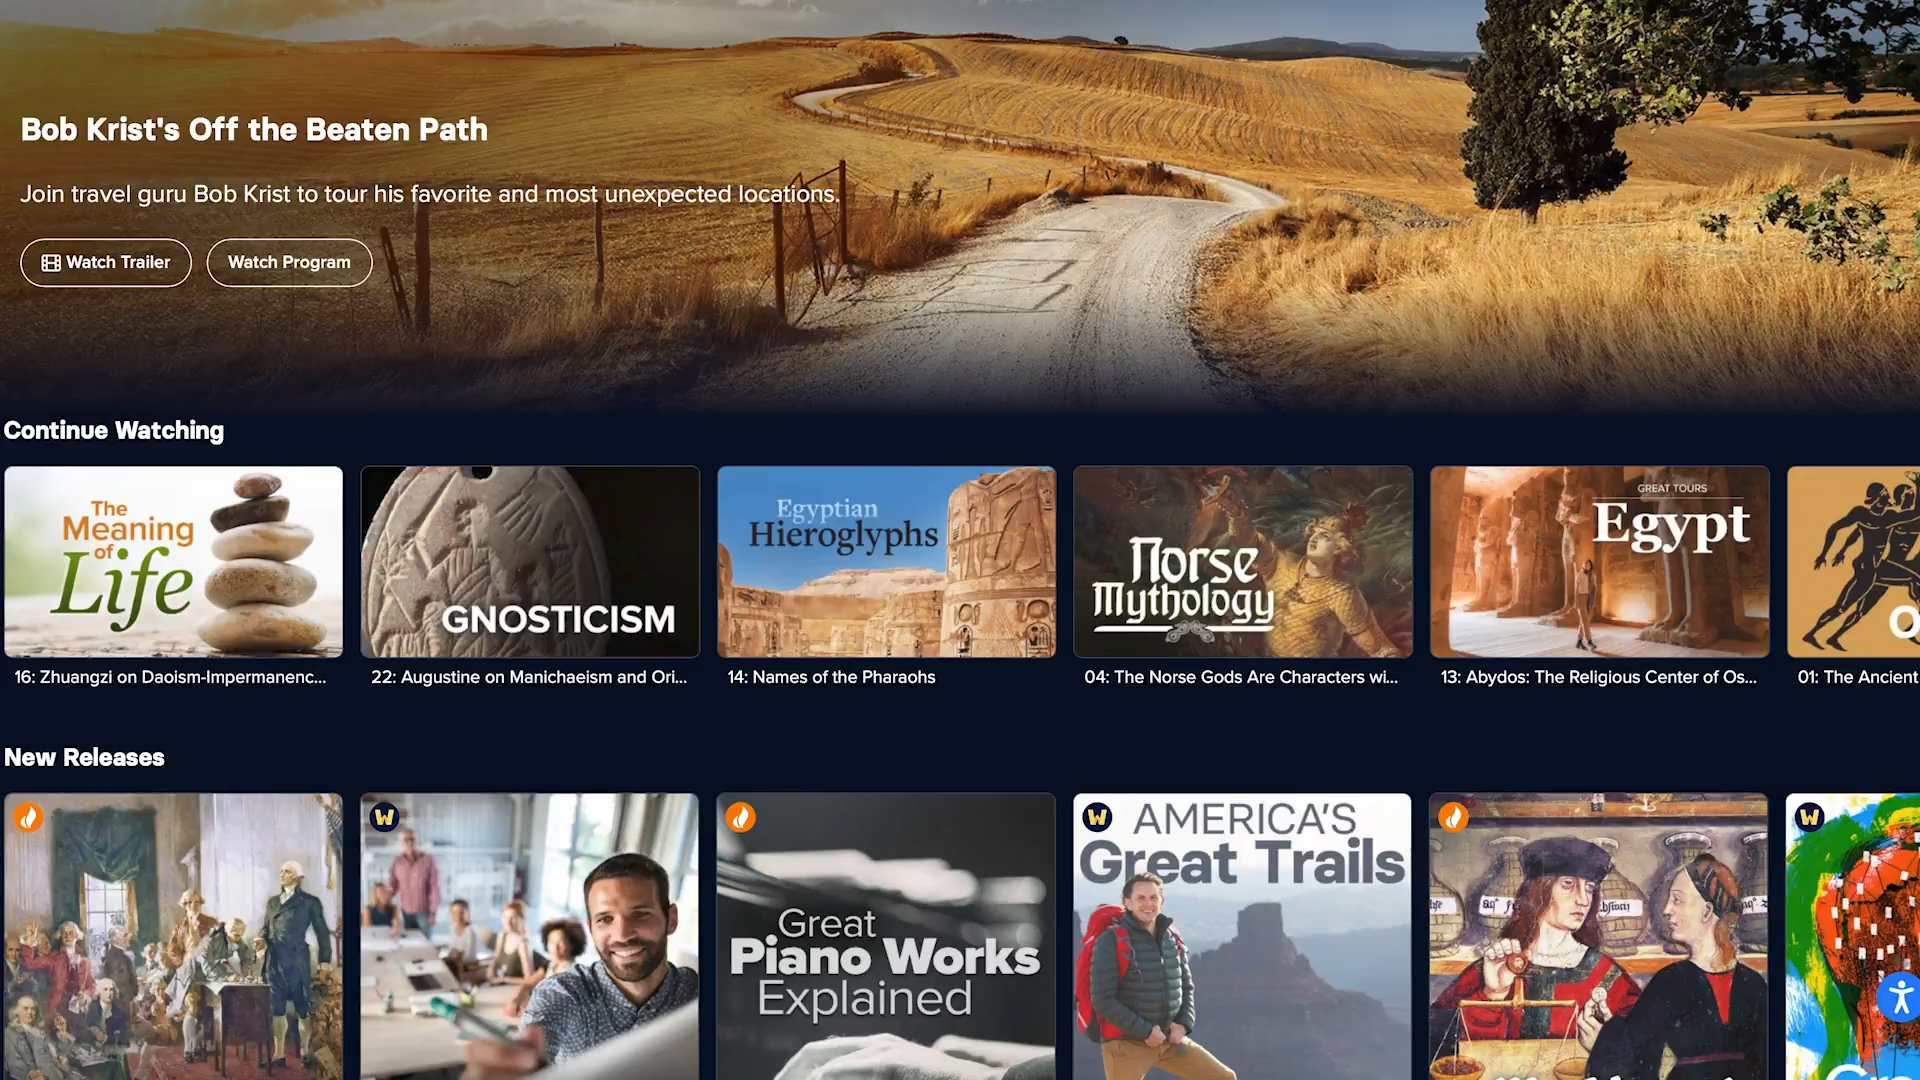 Bob Krist's Off the Beaten Path
Join travel guru Bob Krist to tour his favorite and most unexpected locations.
Watch Trailer
Watch Program
Continue Watching
The
Meaning
of
Life
GNOSTICISM
Egyptian
Hieroglyphs
Norse
Mythology
GREAT TOURS
Egypt
16: Zhuangzi on Daoism-Impermanenc...
22: Augustine on Manichaeism and Ori...
14: Names of the Pharaohs
04: The Norse Gods Are Characters wi...
13: Abydos: The Religious Center of Os...
01: The Ancient
New Releases
W
Great
Piano Works
Explained
W
AMERICA'S
Great Trails
W